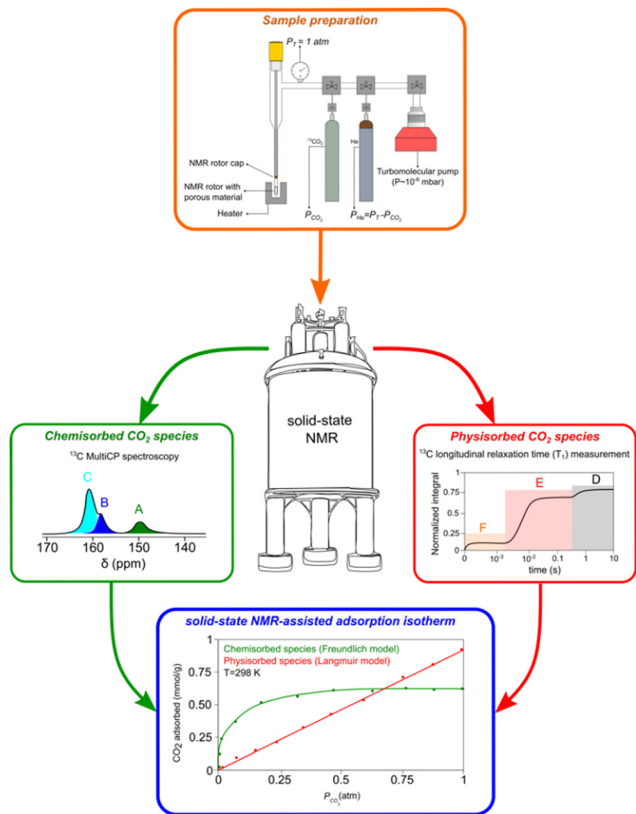 Sample preparation
P_T = 1 atm
¹³CO₂
He
NMR rotor cap
NMR rotor with
porous material
Heater
P_CO₂
P_He=P_T-P_CO₂
Turbomolecular pump
(P~10⁻⁶ mbar)
solid-state
NMR
Chemisorbed CO₂ species
¹³C MultiCP spectroscopy
C
B
A
170 160 150 140
δ (ppm)
Physisorbed CO₂ species
¹³C longitudinal relaxation time (T₁) measurement
Normalized integral
1
0.75
0.5
0.25
0
F
E
D
0 10⁻³ 10⁻² 0.1 1 10
time (s)
solid-state NMR-assisted adsorption isotherm
Chemisorbed species (Freundlich model)
Physisorbed species (Langmuir model)
T=298 K
CO₂ adsorbed (mmol/g)
1
0.75
0.5
0.25
0
0 0.25 0.5 0.75 1
P_CO₂(atm)